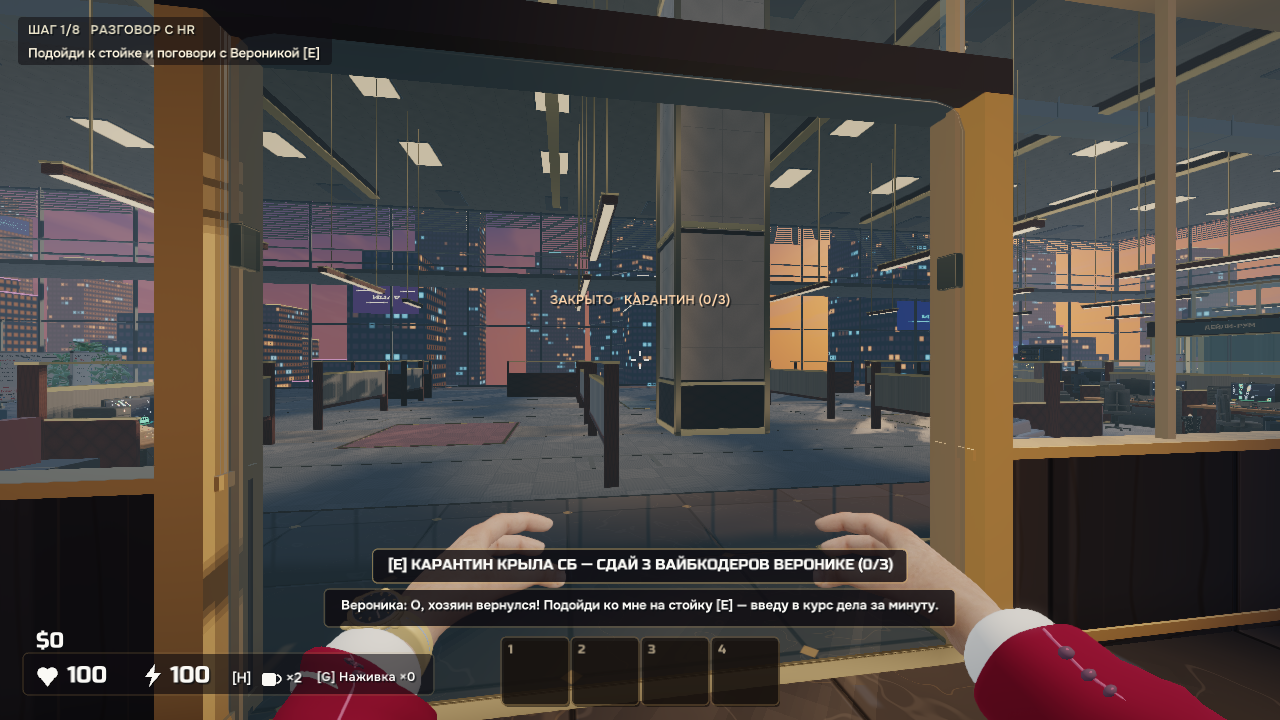 ШАГ 1/8 РАЗГОВОР С HR
Подойди к стойке и поговори с Вероникой [E]
ЗАКРЫТО КАРАНТИН (0/3)
[E] КАРАНТИН КРЫЛА СБ — СДАЙ 3 ВАЙБКОДЕРОВ ВЕРОНИКЕ (0/3)
Вероника: О, хозяин вернулся! Подойди ко мне на стойку [E] — введу в курс дела за минуту.
$0
100 100 [H] ×2 [G] Наживка ×0
1 2 3 4